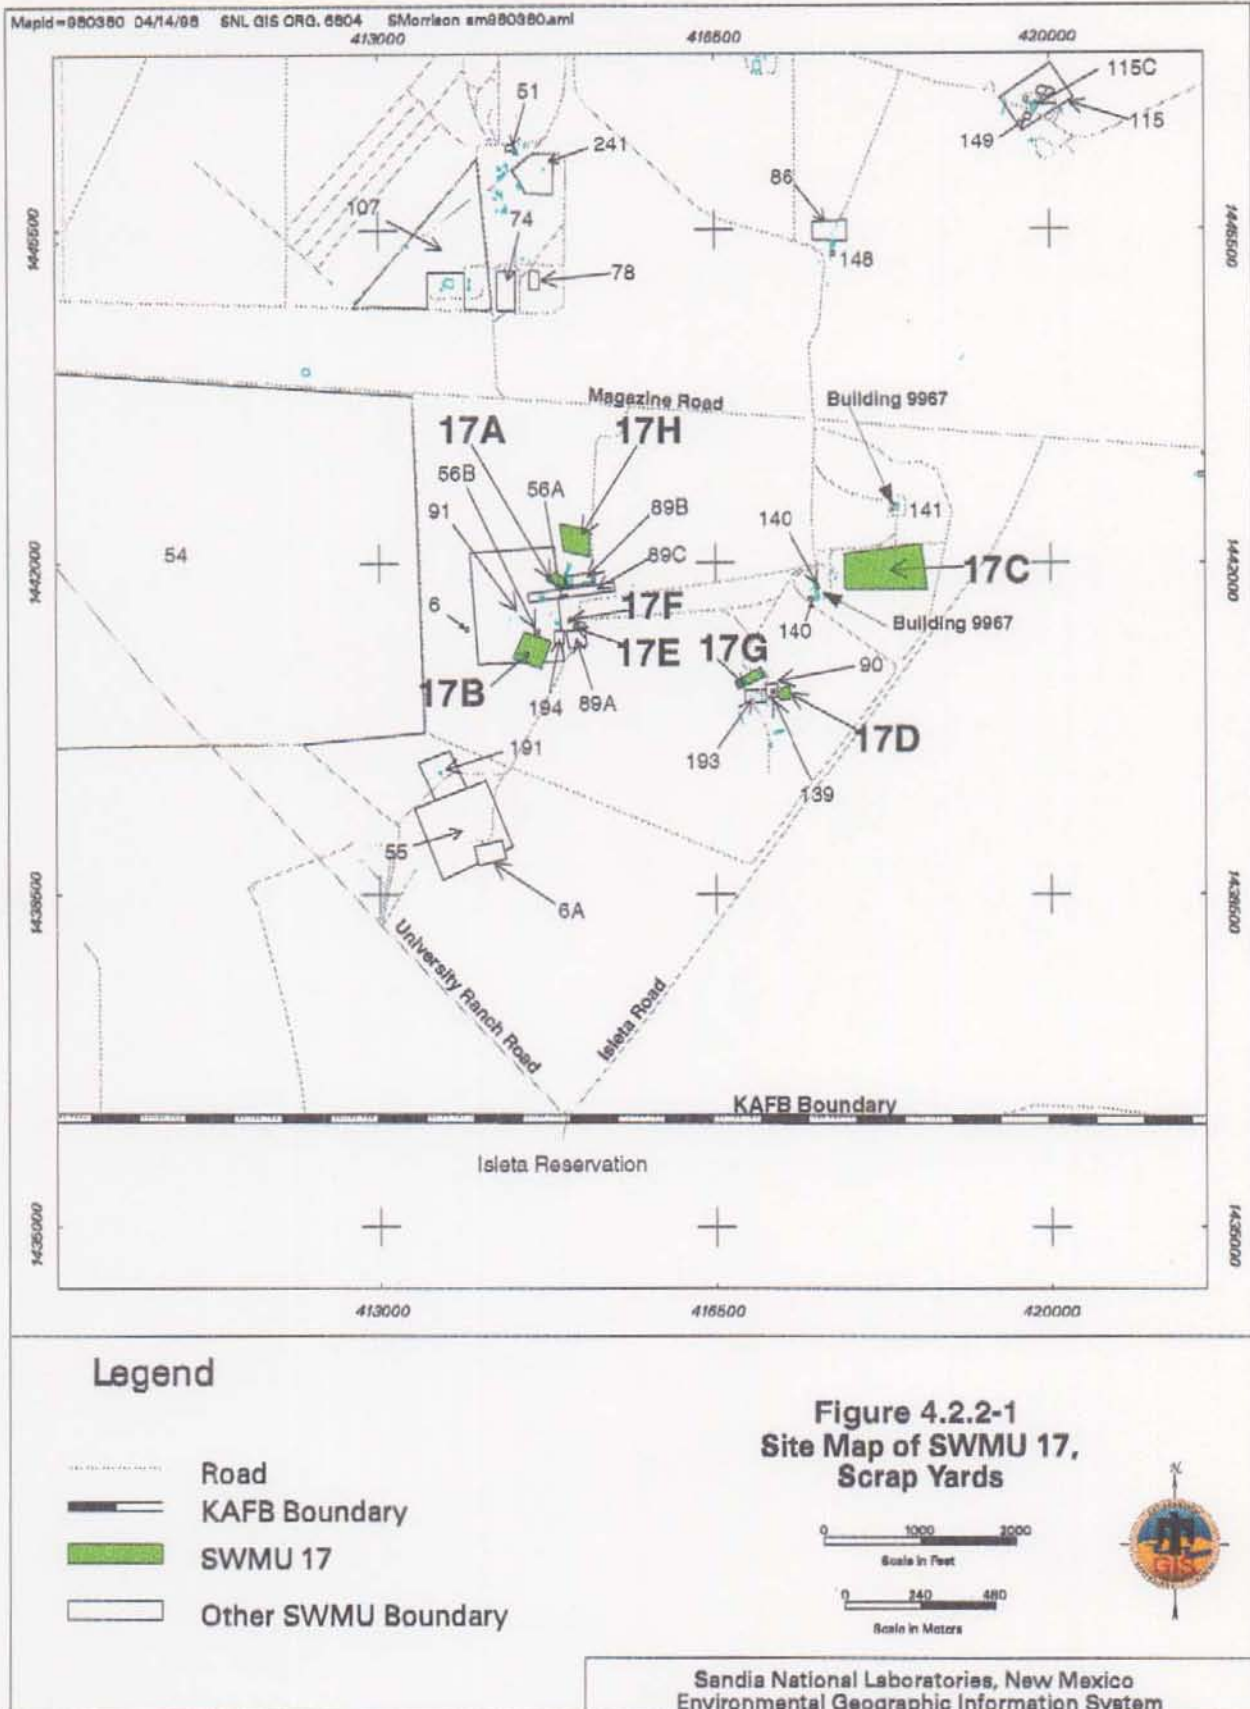 MapId=980380 04/14/98 SNL GIS ORG. 6804 SMorrison sm980380.aml
413000 416500 420000
115C
51
115
241
149
86
107
74
1445500 1445500
148
78
Magazine Road
Building 9967
17A 17H
56B
56A
91 89B
140 141
54 89C
1442000 17C 1442000
6 17F
Building 9967
140
17E 17G
90
17B
194 89A
17D
191 193
139
55
1438500 1438500
6A
University Ranch Road
Isleta Road
KAFB Boundary
Isleta Reservation
1435000 1435000
413000 416500 420000
Legend
Road
KAFB Boundary
SWMU 17
Other SWMU Boundary
Figure 4.2.2-1
Site Map of SWMU 17,
Scrap Yards
0 1000 2000
Scale in Feet
0 240 480
Scale in Meters
N
GIS
Sandia National Laboratories, New Mexico
Environmental Geographic Information System